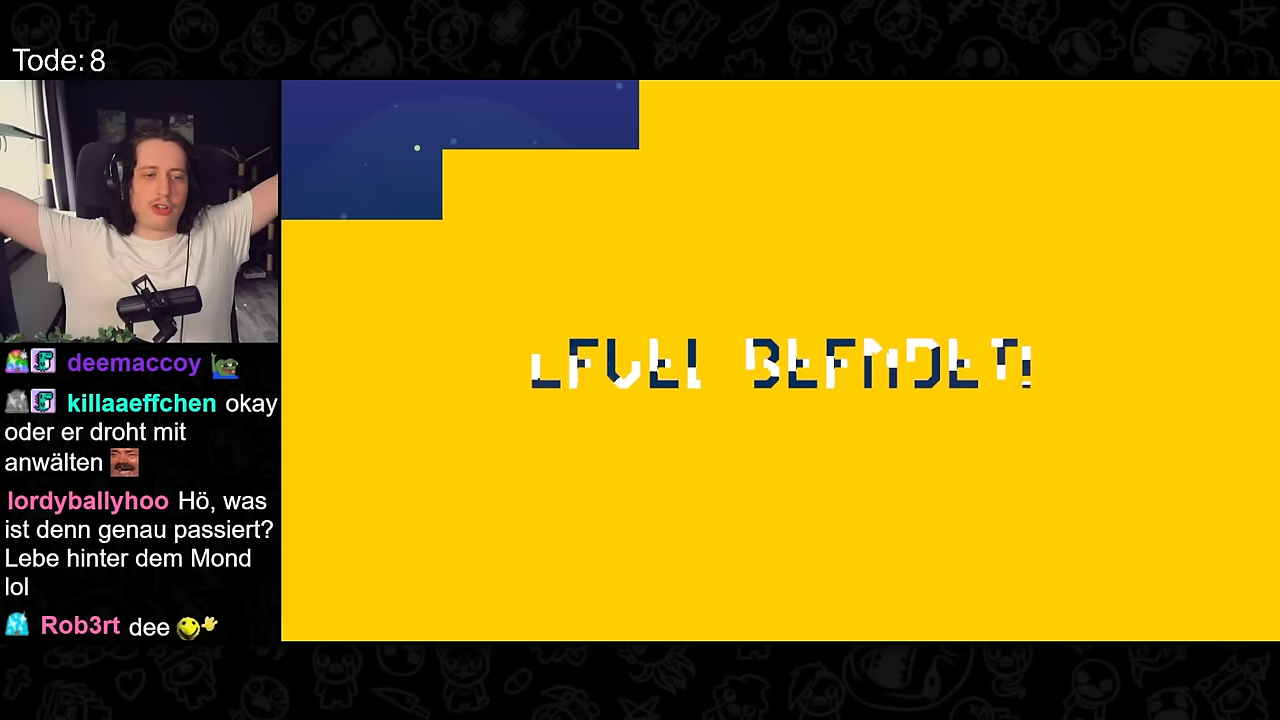 Tode: 8
LEVEL BEENDET!
deemaccoy
killaaeffchen okay
oder er droht mit
anwälten
lordyballyhoo Hö, was
ist denn genau passiert?
Lebe hinter dem Mond
lol
Rob3rt dee